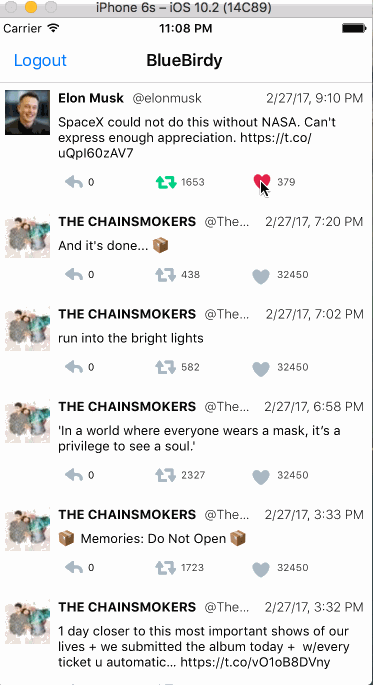 iPhone 6s – iOS 10.2 (14C89)
Carrier 11:08 PM
Logout BlueBirdy
Elon Musk @elonmusk 2/27/17, 9:10 PM
SpaceX could not do this without NASA. Can't
express enough appreciation. https://t.co/
uQpI60zAV7
0 1653 379
THE CHAINSMOKERS @The... 2/27/17, 7:20 PM
And it's done... 📦
0 438 32450
THE CHAINSMOKERS @The... 2/27/17, 7:02 PM
run into the bright lights
0 582 32450
THE CHAINSMOKERS @The... 2/27/17, 6:58 PM
'In a world where everyone wears a mask, it's a
privilege to see a soul.'
0 2327 32450
THE CHAINSMOKERS @The... 2/27/17, 3:33 PM
📦 Memories: Do Not Open 📦
0 1723 32450
THE CHAINSMOKERS @The... 2/27/17, 3:32 PM
1 day closer to this most important shows of our
lives + we submitted the album today + w/every
ticket u automatic... https://t.co/vO1oB8DVny